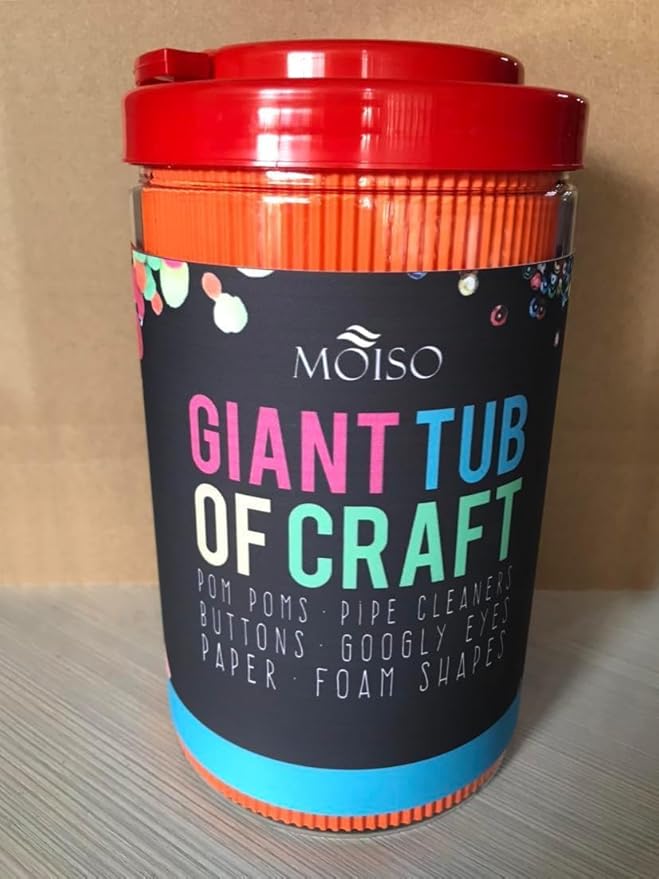 MOISO
GIANT TUB
OF CRAFT
POM POMS · PIPE CLEANERS
BUTTONS · GOOGLY EYES
PAPER · FOAM SHAPES